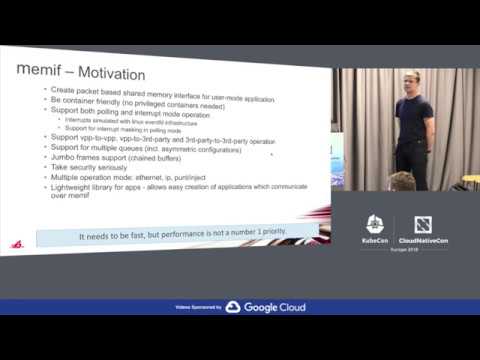 memif – Motivation
Create packet based shared memory interface for user-mode application
Be container friendly (no privileged containers needed)
Support both polling and interrupt mode operation
Interrupts simulated with linux eventfd infrastructure
Support for interrupt masking in polling mode
Support vpp-to-vpp, vpp-to-3rd-party and 3rd-party-to-3rd-party operation
Support for multiple queues (incl. asymmetric configurations)
Jumbo frames support (chained buffers)
Take security seriously
Multiple operation mode: ethernet, ip, punt/inject
Lightweight library for apps - allows easy creation of applications which communicate
over memif
It needs to be fast, but performance is not a number 1 priority.
KubeCon
CloudNativeCon
Europe 2018
Videos Sponsored by
Google Cloud